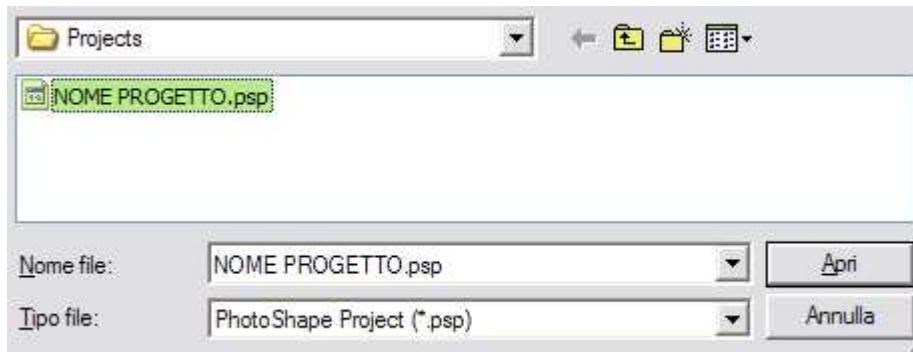 Projects
NOME PROGETTO.psp
Nome file: NOME PROGETTO.psp Apri
Tipo file: PhotoShape Project (*.psp) Annulla